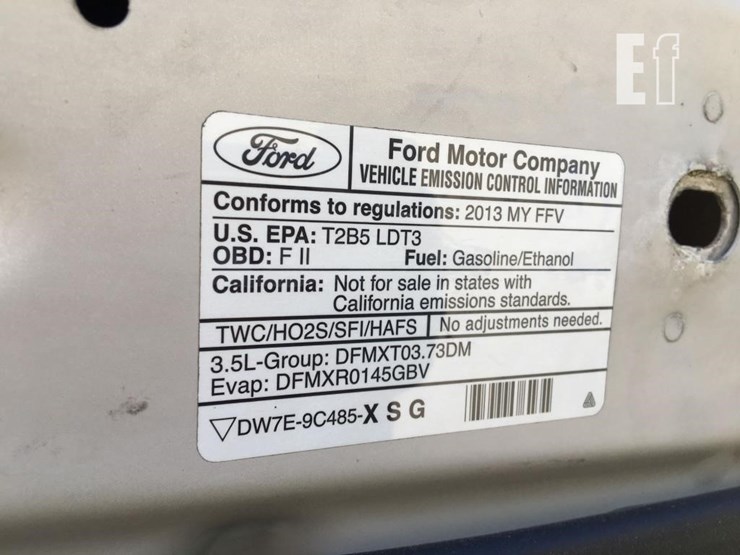 Ef
Ford
Ford Motor Company
VEHICLE EMISSION CONTROL INFORMATION
Conforms to regulations: 2013 MY FFV
U.S. EPA: T2B5 LDT3
OBD: F II Fuel: Gasoline/Ethanol
California: Not for sale in states with
California emissions standards.
TWC/HO2S/SFI/HAFS No adjustments needed.
3.5L-Group: DFMXT03.73DM
Evap: DFMXR0145GBV
▽DW7E-9C485-X S G